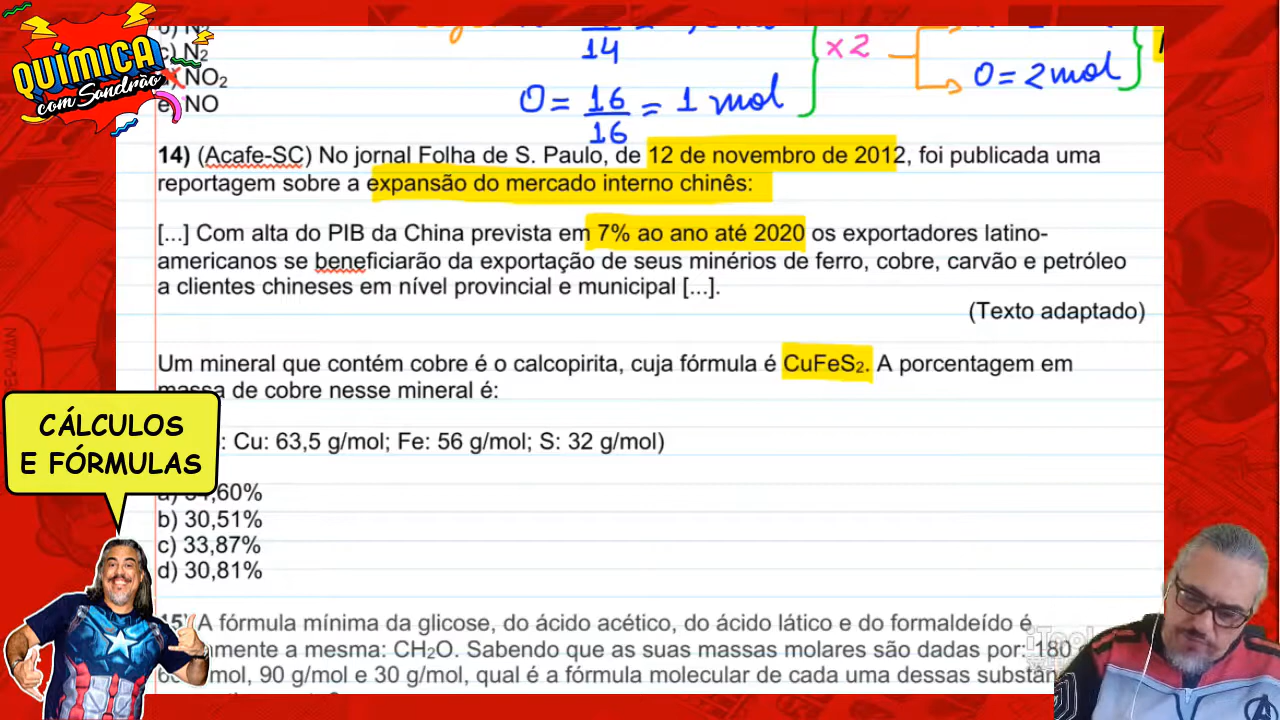 QUÍMICA
com Sandrão
c) N2
NO2
e) NO
14
O = 16/16 = 1 mol
x 2
O = 2 mol
14) (Acafe-SC) No jornal Folha de S. Paulo, de 12 de novembro de 2012, foi publicada uma
reportagem sobre a expansão do mercado interno chinês:
[...] Com alta do PIB da China prevista em 7% ao ano até 2020 os exportadores latino-
americanos se beneficiarão da exportação de seus minérios de ferro, cobre, carvão e petróleo
a clientes chineses em nível provincial e municipal [...].
(Texto adaptado)
Um mineral que contém cobre é o calcopirita, cuja fórmula é CuFeS2. A porcentagem em
massa de cobre nesse mineral é:
: Cu: 63,5 g/mol; Fe: 56 g/mol; S: 32 g/mol)
CÁLCULOS
E FÓRMULAS
,60%
b) 30,51%
c) 33,87%
d) 30,81%
15) A fórmula mínima da glicose, do ácido acético, do ácido lático e do formaldeído é
amente a mesma: CH2O. Sabendo que as suas massas molares são dadas por: 180
mol, 90 g/mol e 30 g/mol, qual é a fórmula molecular de cada uma dessas substân